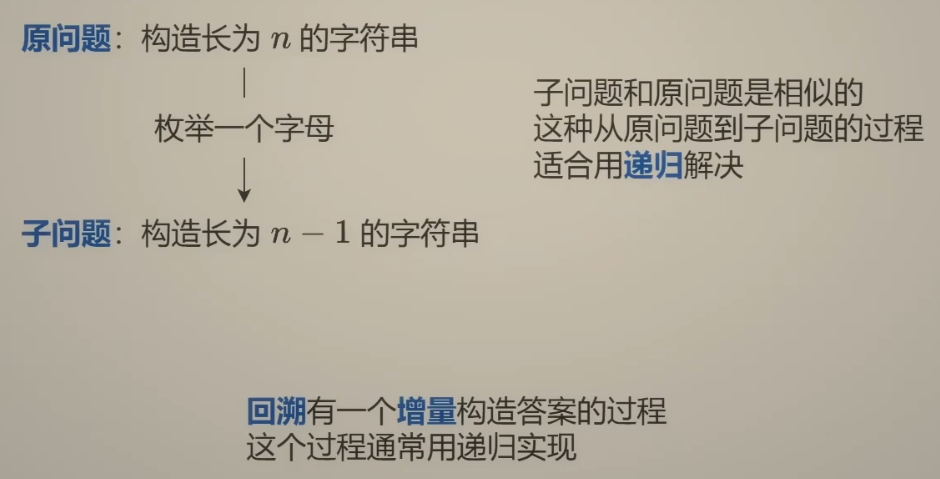 原问题：构造长为 n 的字符串
枚举一个字母
子问题：构造长为 n − 1 的字符串
子问题和原问题是相似的
这种从原问题到子问题的过程
适合用递归解决
回溯有一个增量构造答案的过程
这个过程通常用递归实现